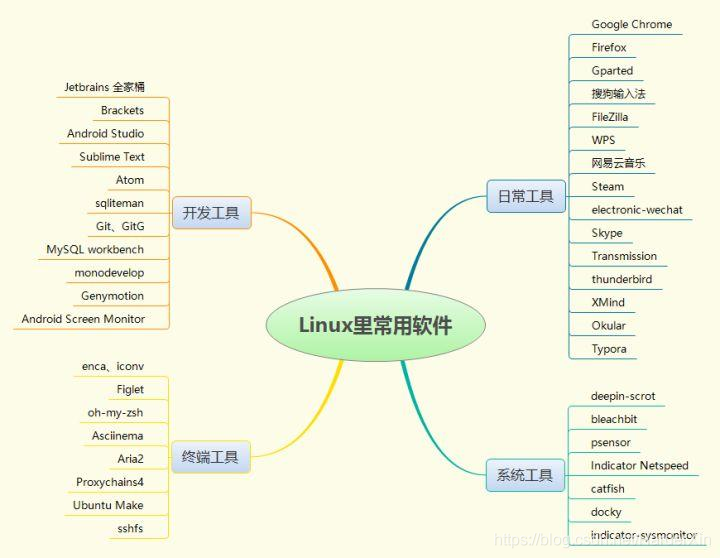 Linux里常用软件
开发工具
Jetbrains 全家桶
Brackets
Android Studio
Sublime Text
Atom
sqliteman
Git、GitG
MySQL workbench
monodevelop
Genymotion
Android Screen Monitor
终端工具
enca、iconv
Figlet
oh-my-zsh
Asciinema
Aria2
Proxychains4
Ubuntu Make
sshfs
日常工具
Google Chrome
Firefox
Gparted
搜狗输入法
FileZilla
WPS
网易云音乐
Steam
electronic-wechat
Skype
Transmission
thunderbird
XMind
Okular
Typora
系统工具
deepin-scrot
bleachbit
psensor
Indicator Netspeed
catfish
docky
indicator-sysmonitor